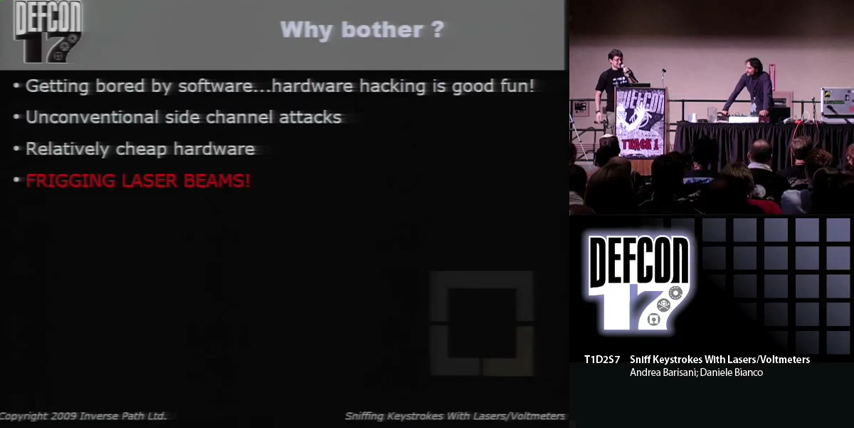 DEFCON
17
Why bother ?
• Getting bored by software...hardware hacking is good fun!
• Unconventional side channel attacks
• Relatively cheap hardware
• FRIGGING LASER BEAMS!
Copyright 2009 Inverse Path Ltd.
Sniffing Keystrokes With Lasers/Voltmeters
DEFCON
TRACK 1
DEFCON
17
T1D2S7 Sniff Keystrokes With Lasers/Voltmeters
Andrea Barisani; Daniele Bianco